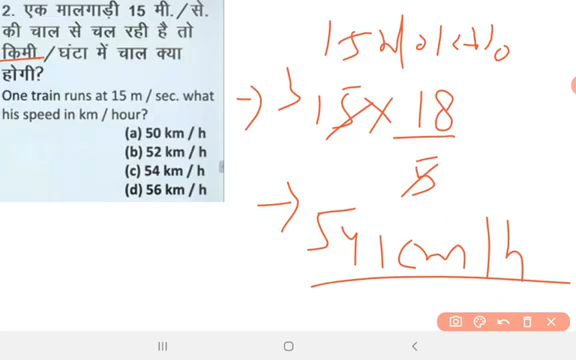 2. एक मालगाड़ी 15 मी./से.
की चाल से चल रही है तो
किमी /घंटा में चाल क्या
होगी?
One train runs at 15 m / sec. what
his speed in km / hour?
(a) 50 km / h
(b) 52 km / h
(c) 54 km / h
(d) 56 km / h
15
→ 15 × 18
5
→ 54 km/h